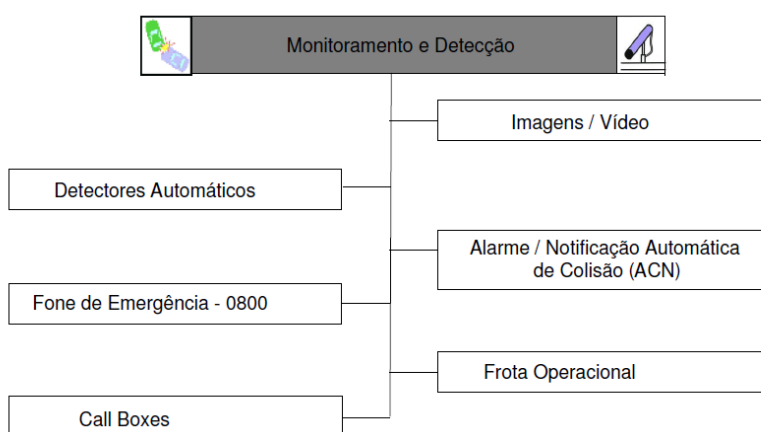 Monitoramento e Detecção
Imagens / Vídeo
Detectores Automáticos
Alarme / Notificação Automática
de Colisão (ACN)
Fone de Emergência - 0800
Frota Operacional
Call Boxes